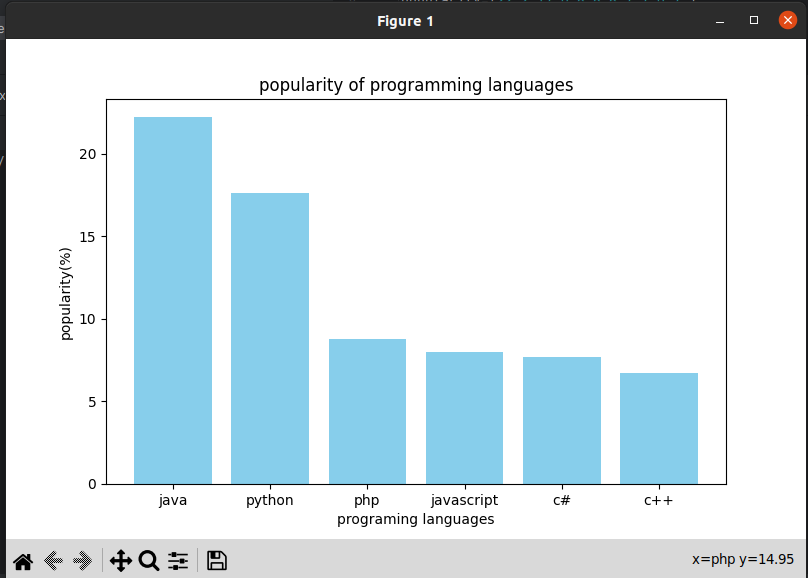 Figure 1
popularity of programming languages
20
15
10
5
0
popularity(%)
java python php javascript c# c++
programing languages
x=php y=14.95